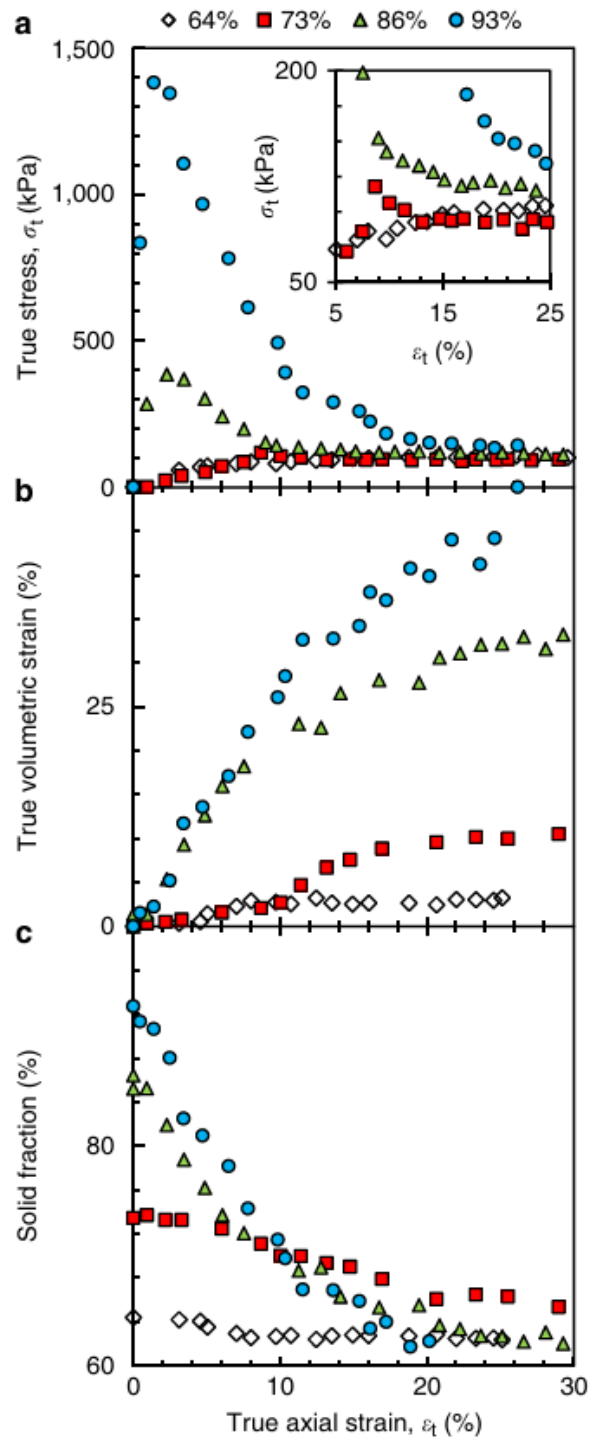 a
64% 73% 86% 93%
1,500
1,000
500
0
True stress, σt (kPa)
200
50
σt (kPa)
5 15 25
εt (%)
b
25
0
True volumetric strain (%)
c
80
60
Solid fraction (%)
0 10 20 30
True axial strain, εt (%)